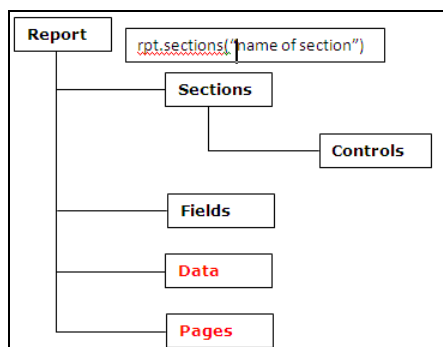 Report
rpt.sections(“name of section”)
Sections
Controls
Fields
Data
Pages